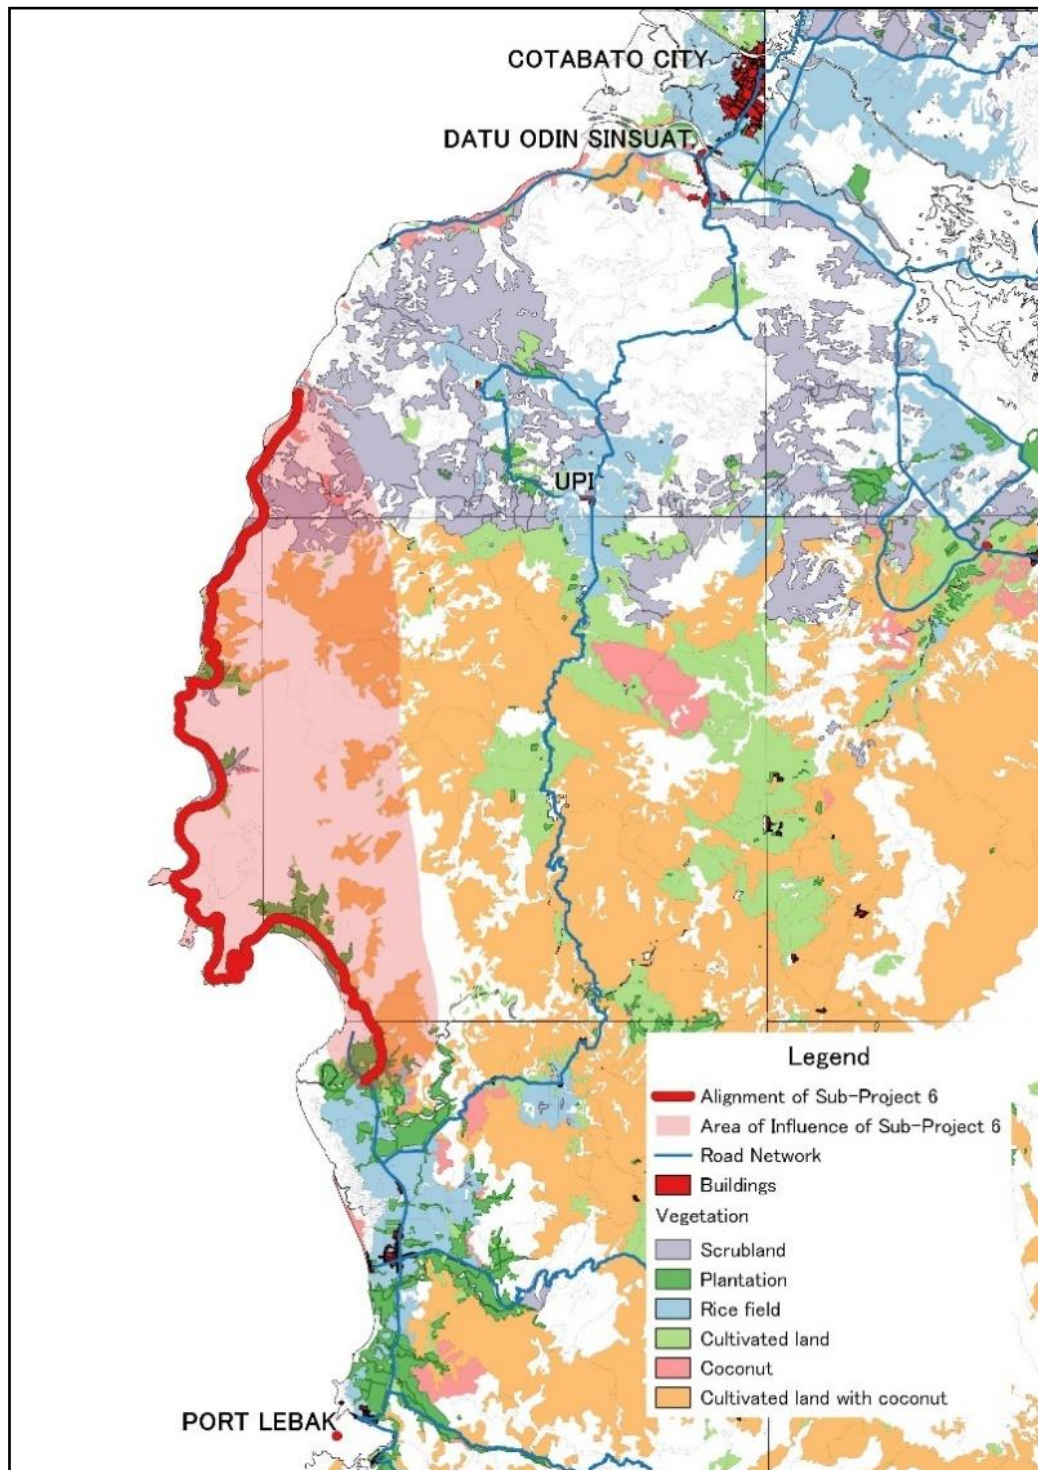 COTABATO CITY
DATU ODIN SINSUAT
UPI
Legend
Alignment of Sub-Project 6
Area of Influence of Sub-Project 6
Road Network
Buildings
Vegetation
Scrubland
Plantation
Rice field
Cultivated land
Coconut
Cultivated land with coconut
PORT LEBAK